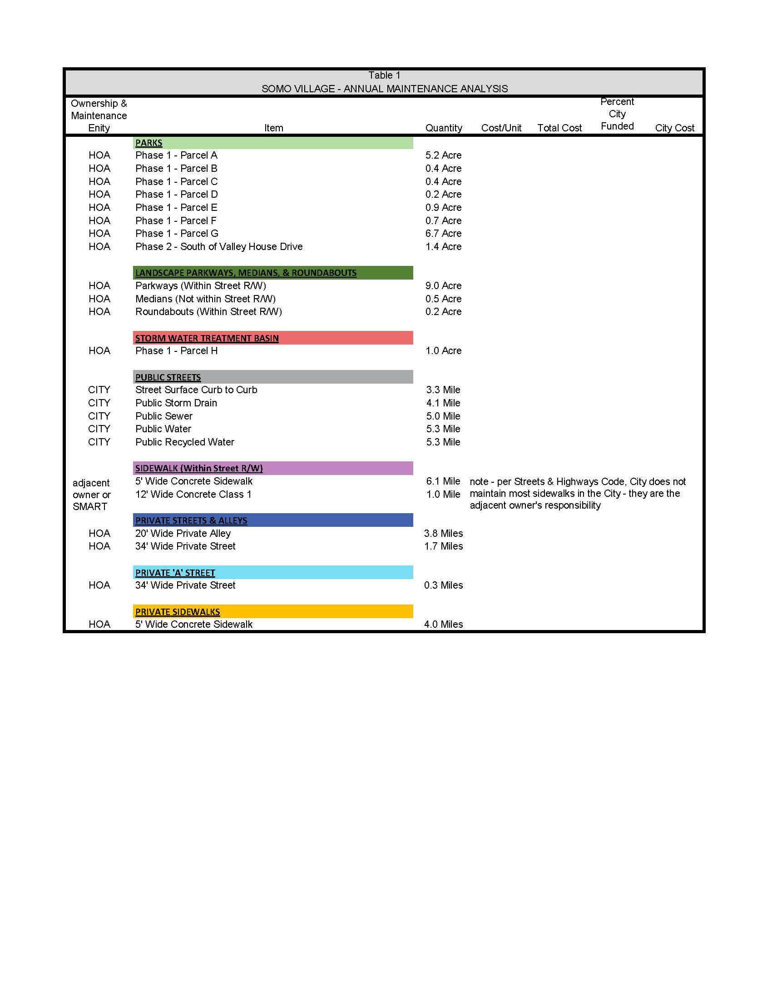 Table 1
SOMO VILLAGE - ANNUAL MAINTENANCE ANALYSIS
Ownership &
Maintenance
Enity
Item
Quantity
Cost/Unit
Total Cost
Percent
City
Funded
City Cost
PARKS
HOA Phase 1 - Parcel A 5.2 Acre
HOA Phase 1 - Parcel B 0.4 Acre
HOA Phase 1 - Parcel C 0.4 Acre
HOA Phase 1 - Parcel D 0.2 Acre
HOA Phase 1 - Parcel E 0.9 Acre
HOA Phase 1 - Parcel F 0.7 Acre
HOA Phase 1 - Parcel G 6.7 Acre
HOA Phase 2 - South of Valley House Drive 1.4 Acre
LANDSCAPE PARKWAYS, MEDIANS, & ROUNDABOUTS
HOA Parkways (Within Street R/W) 9.0 Acre
HOA Medians (Not within Street R/W) 0.5 Acre
HOA Roundabouts (Within Street R/W) 0.2 Acre
STORM WATER TREATMENT BASIN
HOA Phase 1 - Parcel H 1.0 Acre
PUBLIC STREETS
CITY Street Surface Curb to Curb 3.3 Mile
CITY Public Storm Drain 4.1 Mile
CITY Public Sewer 5.0 Mile
CITY Public Water 5.3 Mile
CITY Public Recycled Water 5.3 Mile
SIDEWALK (Within Street R/W)
adjacent
owner or
SMART
5' Wide Concrete Sidewalk 6.1 Mile
12' Wide Concrete Class 1 1.0 Mile
note - per Streets & Highways Code, City does not
maintain most sidewalks in the City - they are the
adjacent owner's responsibility
PRIVATE STREETS & ALLEYS
HOA 20' Wide Private Alley 3.8 Miles
HOA 34' Wide Private Street 1.7 Miles
PRIVATE 'A' STREET
HOA 34' Wide Private Street 0.3 Miles
PRIVATE SIDEWALKS
HOA 5' Wide Concrete Sidewalk 4.0 Miles